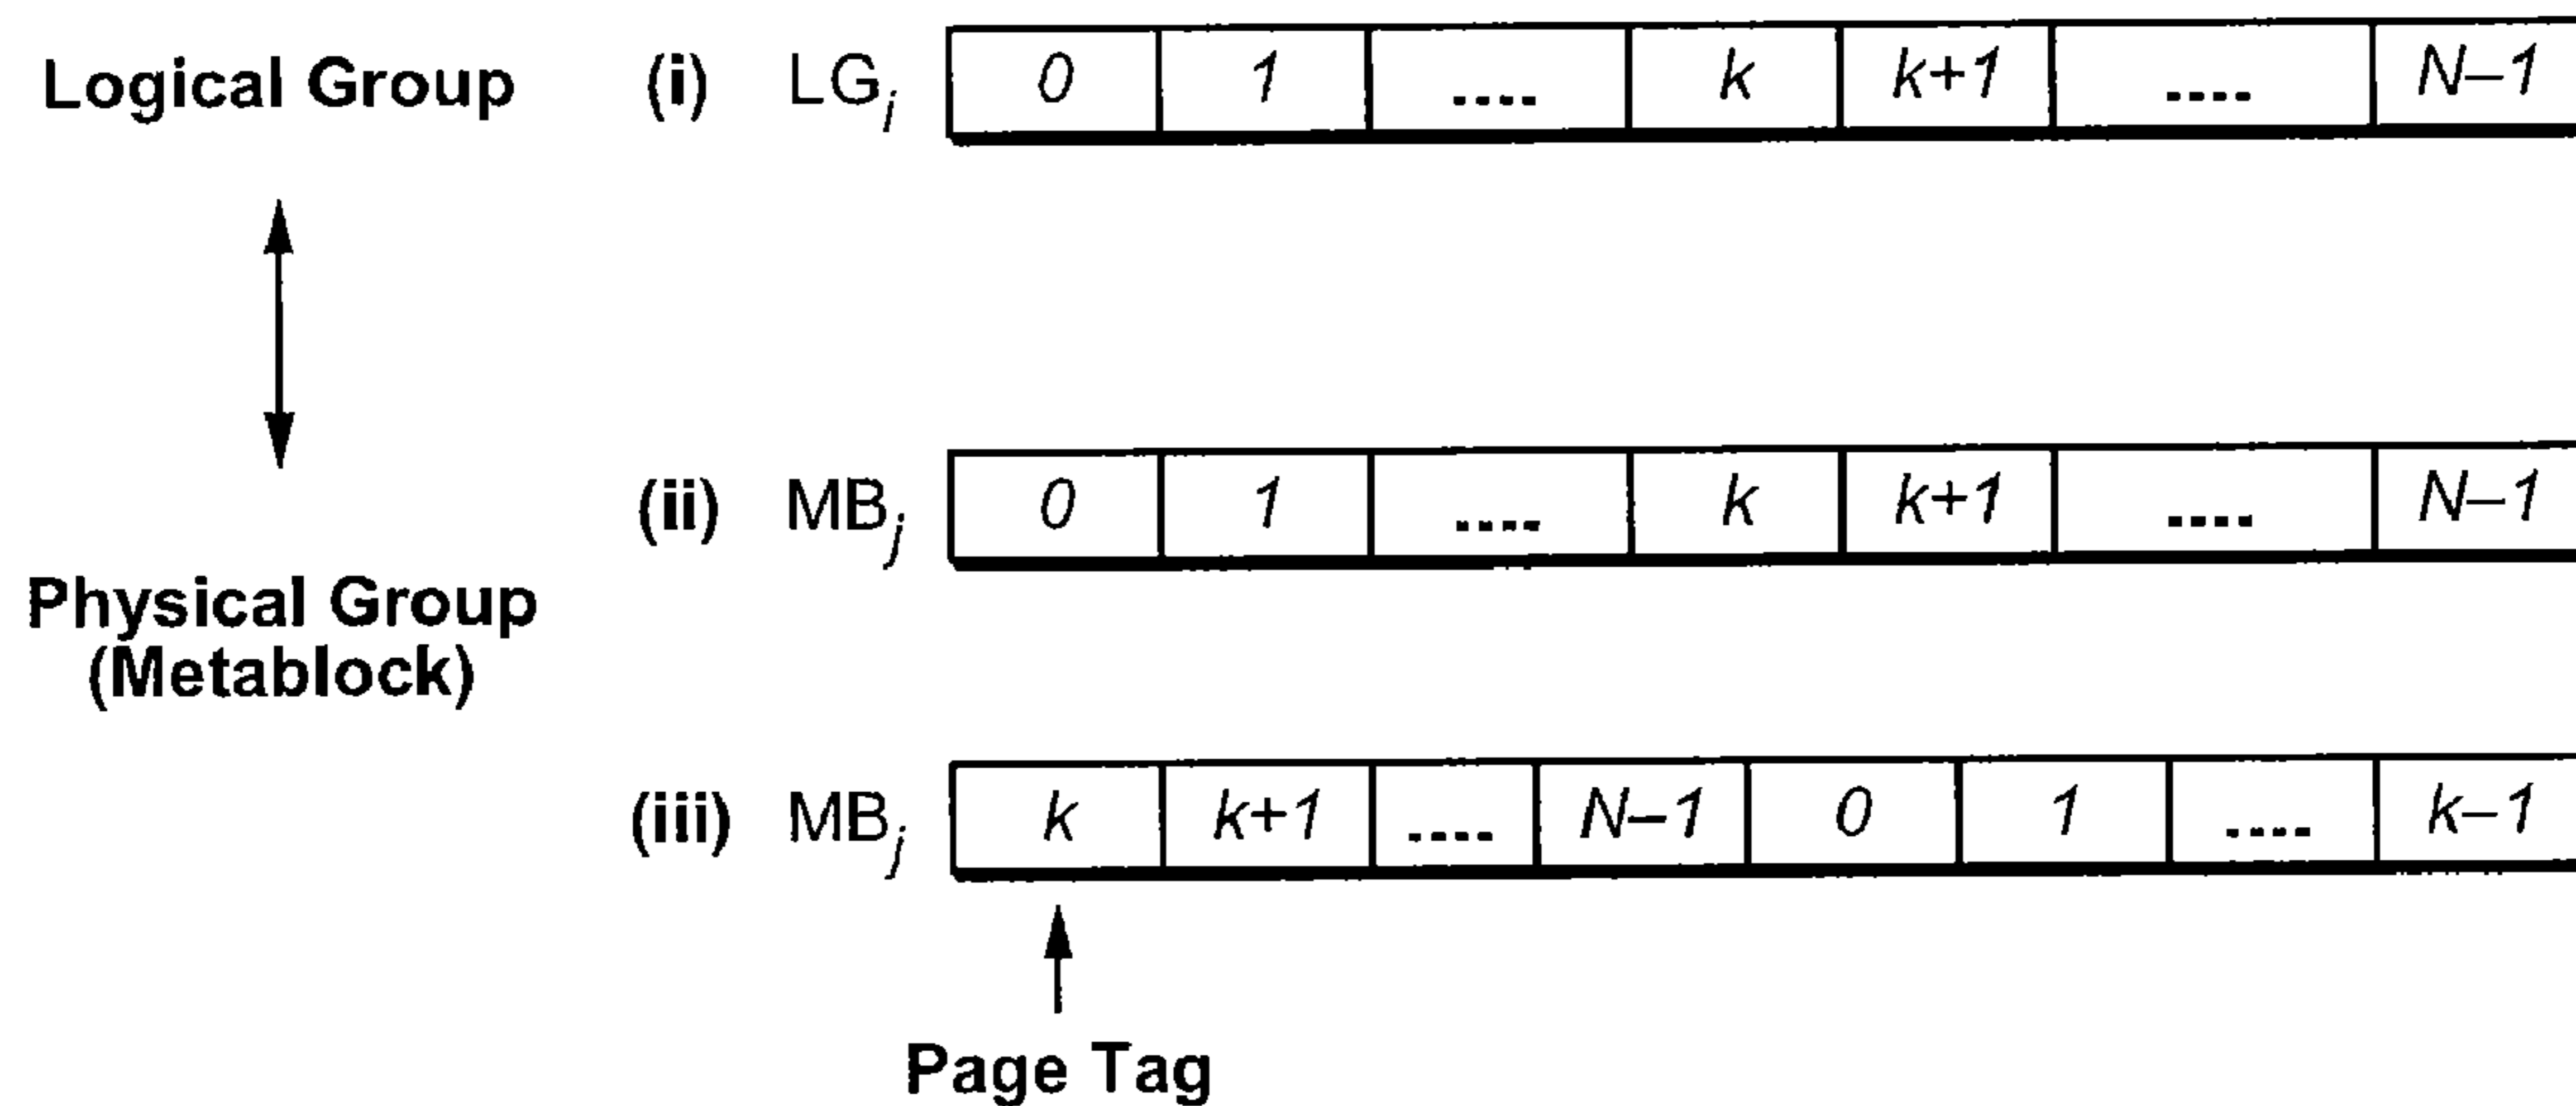 Logical Group (i) LGi 0 1 .... k k+1 .... N–1
(ii) MBj 0 1 .... k k+1 .... N–1
Physical Group
(Metablock)
(iii) MBj k k+1 .... N–1 0 1 .... k–1
Page Tag